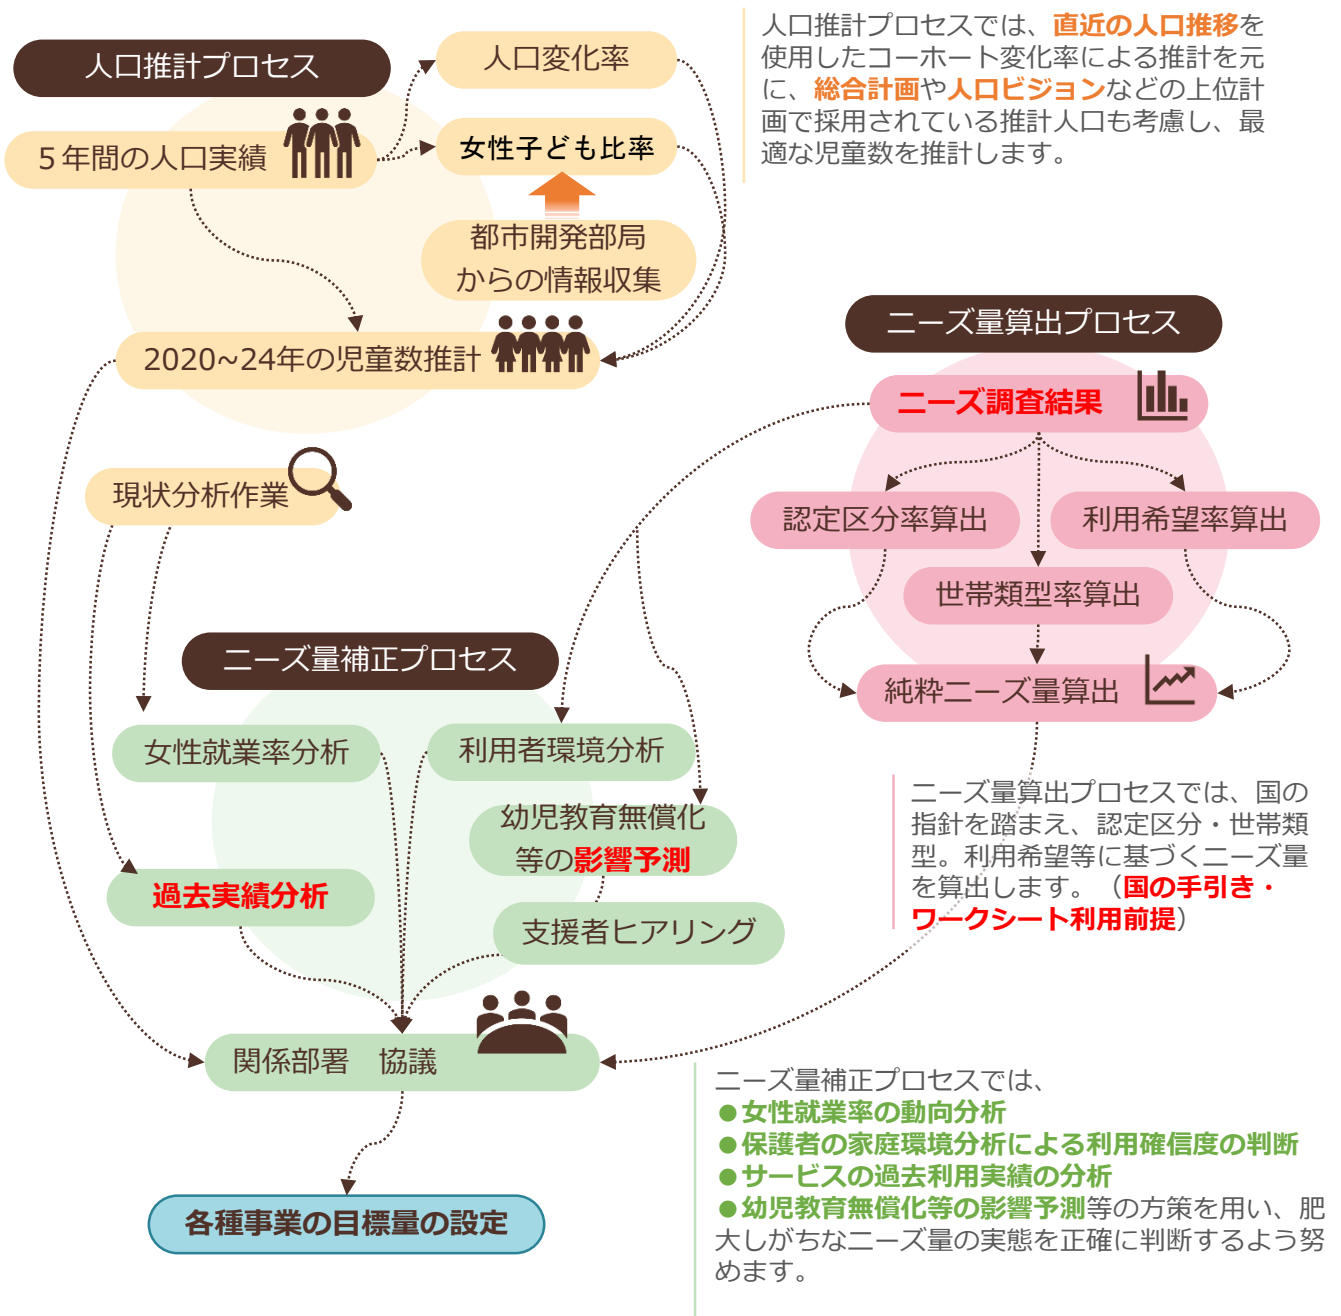 人口推計プロセス
人口変化率
５年間の人口実績
女性子ども比率
都市開発部局
からの情報収集
2020~24年の児童数推計
人口推計プロセスでは、直近の人口推移を
使用したコーホート変化率による推計を元
に、総合計画や人ロビジョンなどの上位計
画で採用されている推計人口も考慮し、最
適な児童数を推計します。
ニーズ量算出プロセス
ニーズ調査結果
認定区分率算出
利用希望率算出
世帯類型率算出
純粋ニーズ量算出
ニーズ量算出プロセスでは、国の
指針を踏まえ、認定区分・世帯類
型。利用希望等に基づくニーズ量
を算出します。（国の手引き・
ワークシート利用前提）
現状分析作業
ニーズ量補正プロセス
女性就業率分析
利用者環境分析
幼児教育無償化
等の影響予測
過去実績分析
支援者ヒアリング
関係部署　協議
各種事業の目標量の設定
ニーズ量補正プロセスでは、
●女性就業率の動向分析
●保護者の家庭環境分析による利用確信度の判断
●サービスの過去利用実績の分析
●幼児教育無償化等の影響予測等の方策を用い、肥
大しがちなニーズ量の実態を正確に判断するよう努
めます。